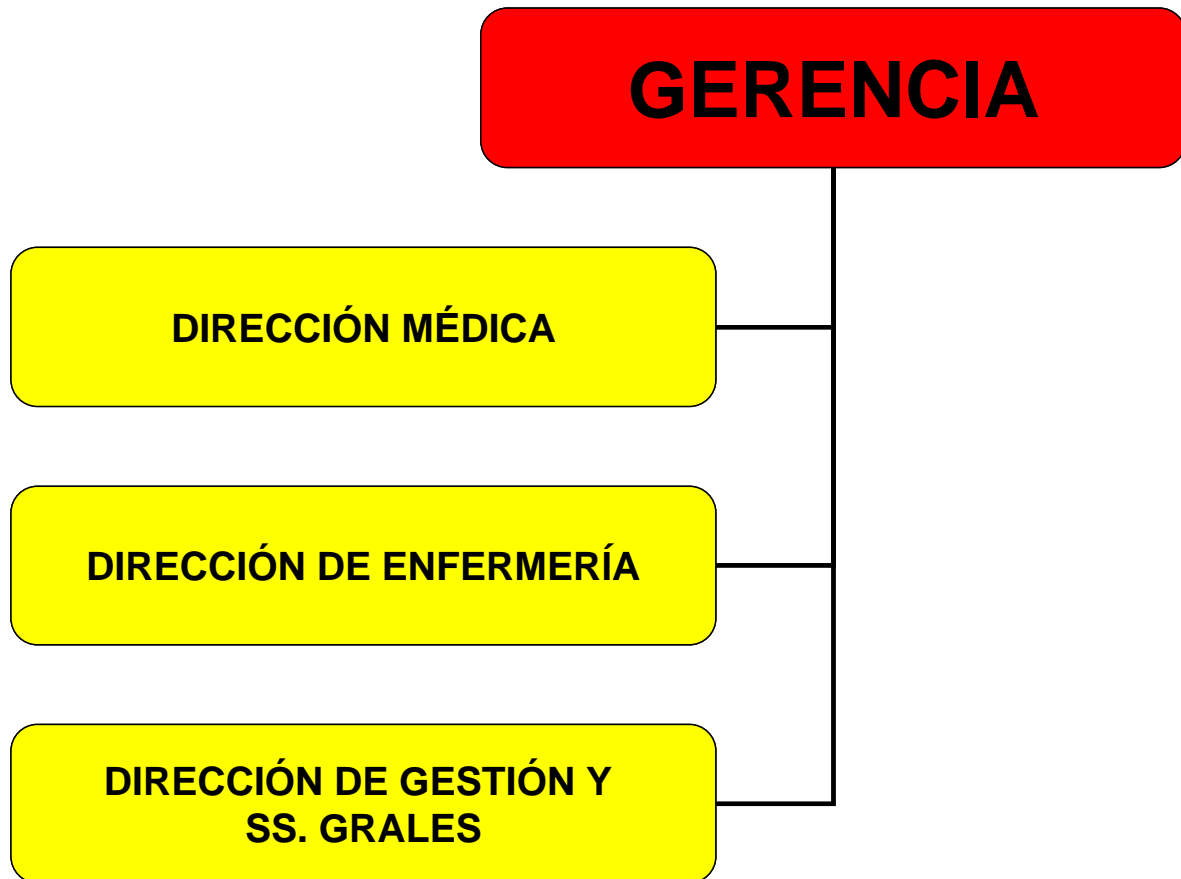 GERENCIA
DIRECCIÓN MÉDICA
DIRECCIÓN DE ENFERMERÍA
DIRECCIÓN DE GESTIÓN Y
SS. GRALES